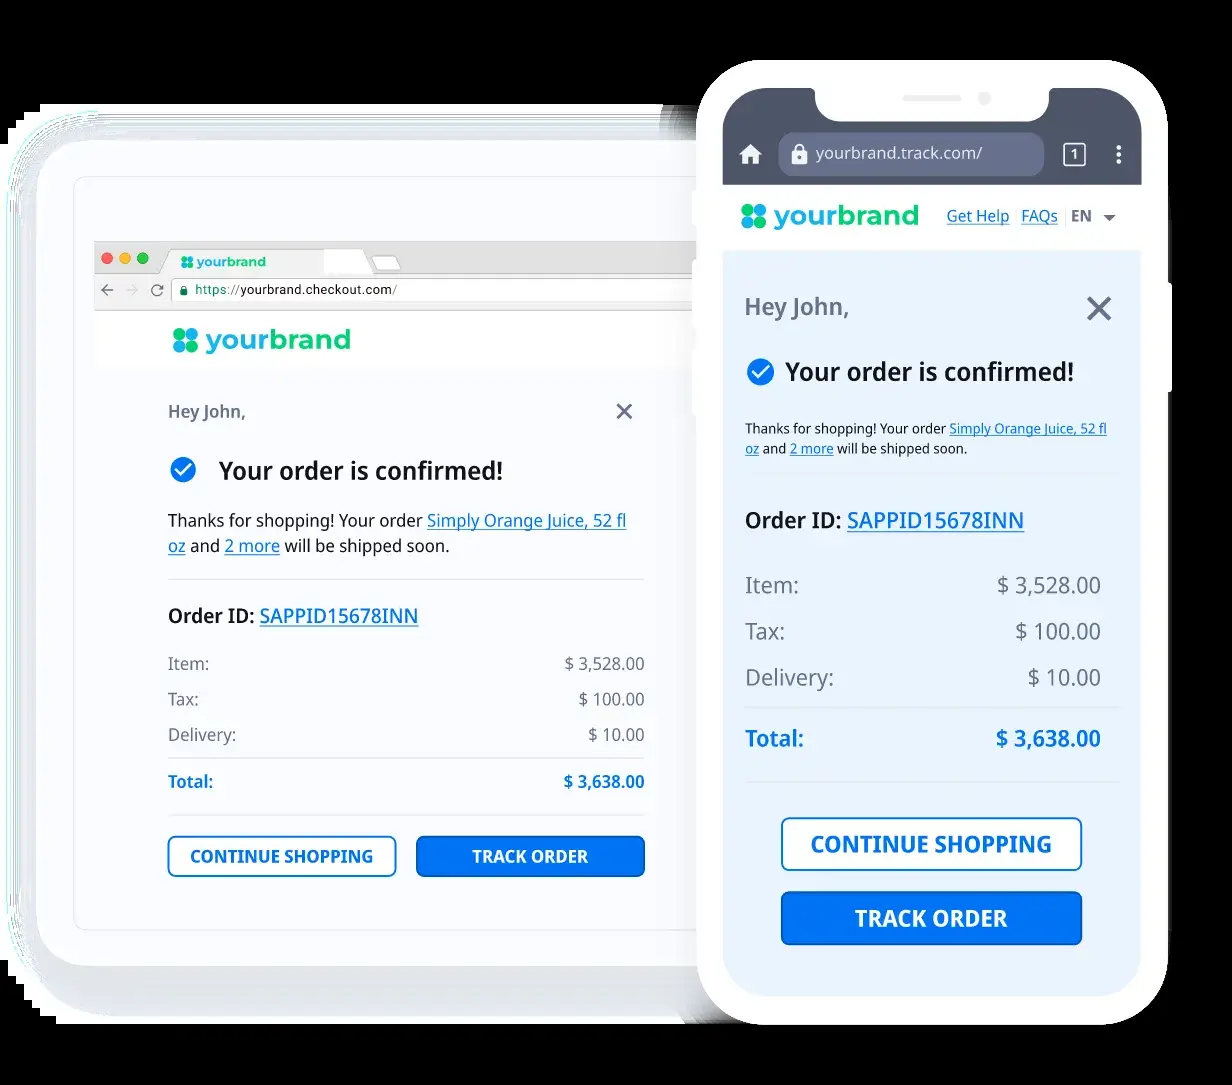 yourbrand
https://yourbrand.checkout.com/
yourbrand
Hey John,
Your order is confirmed!
Thanks for shopping! Your order Simply Orange Juice, 52 fl
oz and 2 more will be shipped soon.
Order ID: SAPPID15678INN
Item: $ 3,528.00
Tax: $ 100.00
Delivery: $ 10.00
Total: $ 3,638.00
CONTINUE SHOPPING TRACK ORDER
yourbrand.track.com/ 1
yourbrand Get Help FAQs EN
Hey John,
Your order is confirmed!
Thanks for shopping! Your order Simply Orange Juice, 52 fl
oz and 2 more will be shipped soon.
Order ID: SAPPID15678INN
Item: $ 3,528.00
Tax: $ 100.00
Delivery: $ 10.00
Total: $ 3,638.00
CONTINUE SHOPPING
TRACK ORDER